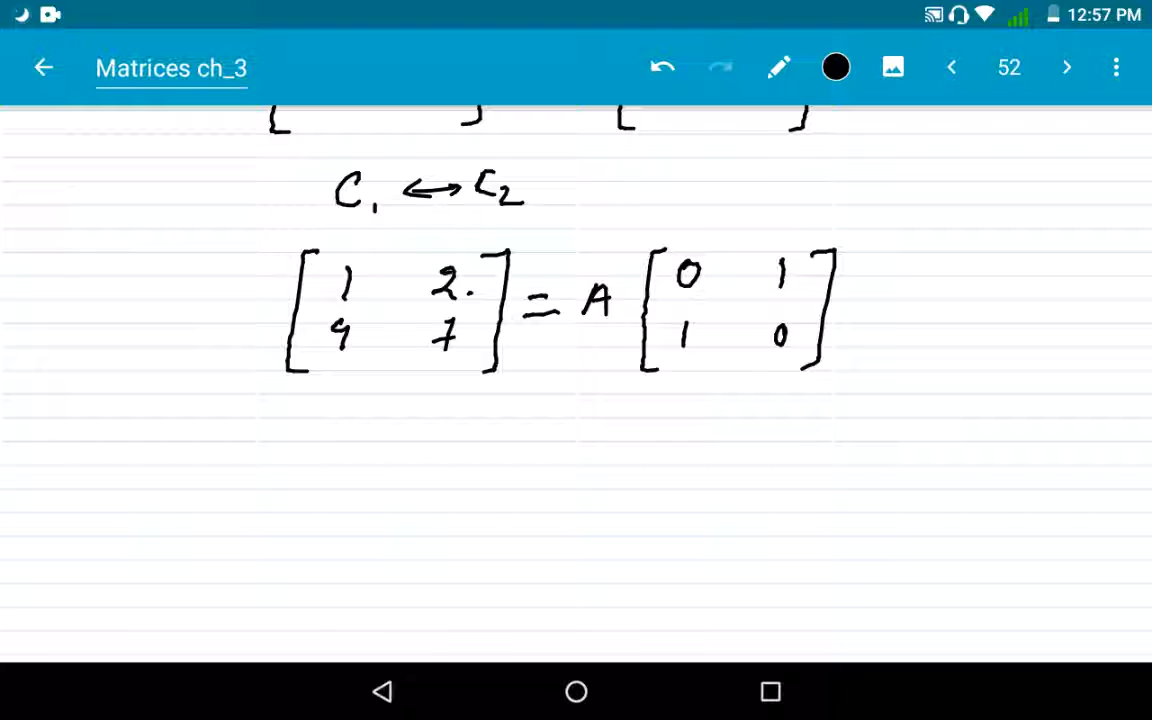 12:57 PM
Matrices ch_3 52
C₁ ↔ C₂
[ 1 2. ] = A [ 0 1 ]
[ 4 7 ] [ 1 0 ]